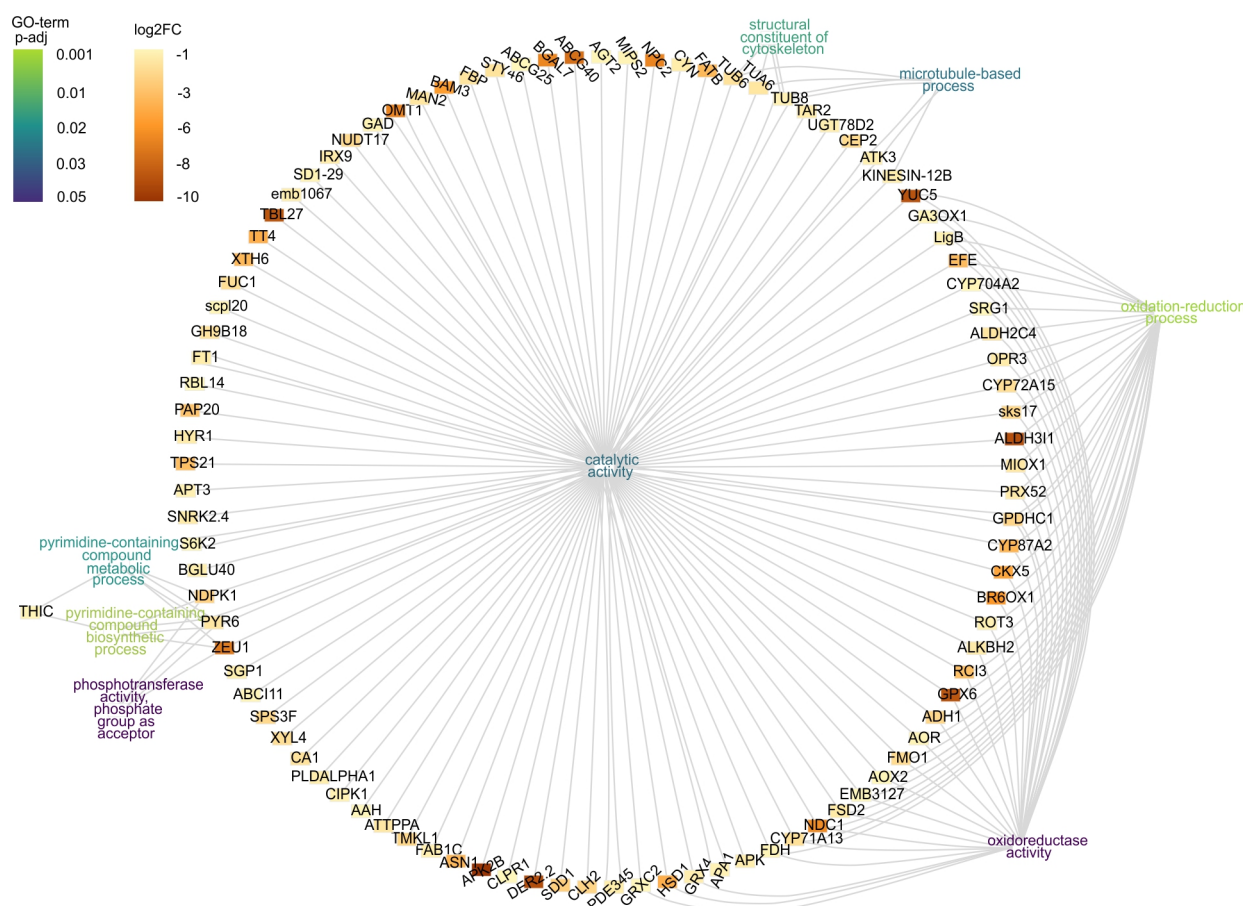 GO-term
p-adj
0.001
0.01
0.02
0.03
0.05
log2FC
-1
-3
-6
-8
-10
structural
constituent of
cytoskeleton
microtubule-based
process
oxidation-reduction
process
catalytic
activity
oxidoreductase
activity
pyrimidine-containing
compound
metabolic
process
pyrimidine-containing
compound
biosynthetic
process
phosphotransferase
activity,
phosphate
group as
acceptor
THIC
AGT2
MIPS2
NPC2
CYN
FATB
TUB6
TUA6
TUB8
TAR2
UGT78D2
CEP2
ATK3
KINESIN-12B
YUC5
GA3OX1
LigB
EFE
CYP704A2
SRG1
ALDH2C4
OPR3
CYP72A15
sks17
ALDH3I1
MIOX1
PRX52
GPDHC1
CYP87A2
CKX5
BR6OX1
ROT3
ALKBH2
RCI3
GPX6
ADH1
AOR
FMO1
AOX2
EMB3127
FSD2
NDC1
CYP71A13
FDH
APK
APA1
GRX4
HSD1
GRXC2
PDE345
CLH2
SDD1
DER2.2
CLPR1
APK2B
ASN1
FAB1C
TMKL1
ATTPPA
AAH
CIPK1
PLDALPHA1
CA1
XYL4
SPS3F
ABCI11
SGP1
ZEU1
PYR6
NDPK1
BGLU40
S6K2
SNRK2.4
APT3
TPS21
HYR1
PAP20
RBL14
FT1
GH9B18
scpl20
FUC1
XTH6
TT4
TBL27
emb1067
SD1-29
IRX9
NUDT17
GAD
OMT1
MAN2
BAM3
FBP
STY46
ABCG25
BGAL7
ABCG40